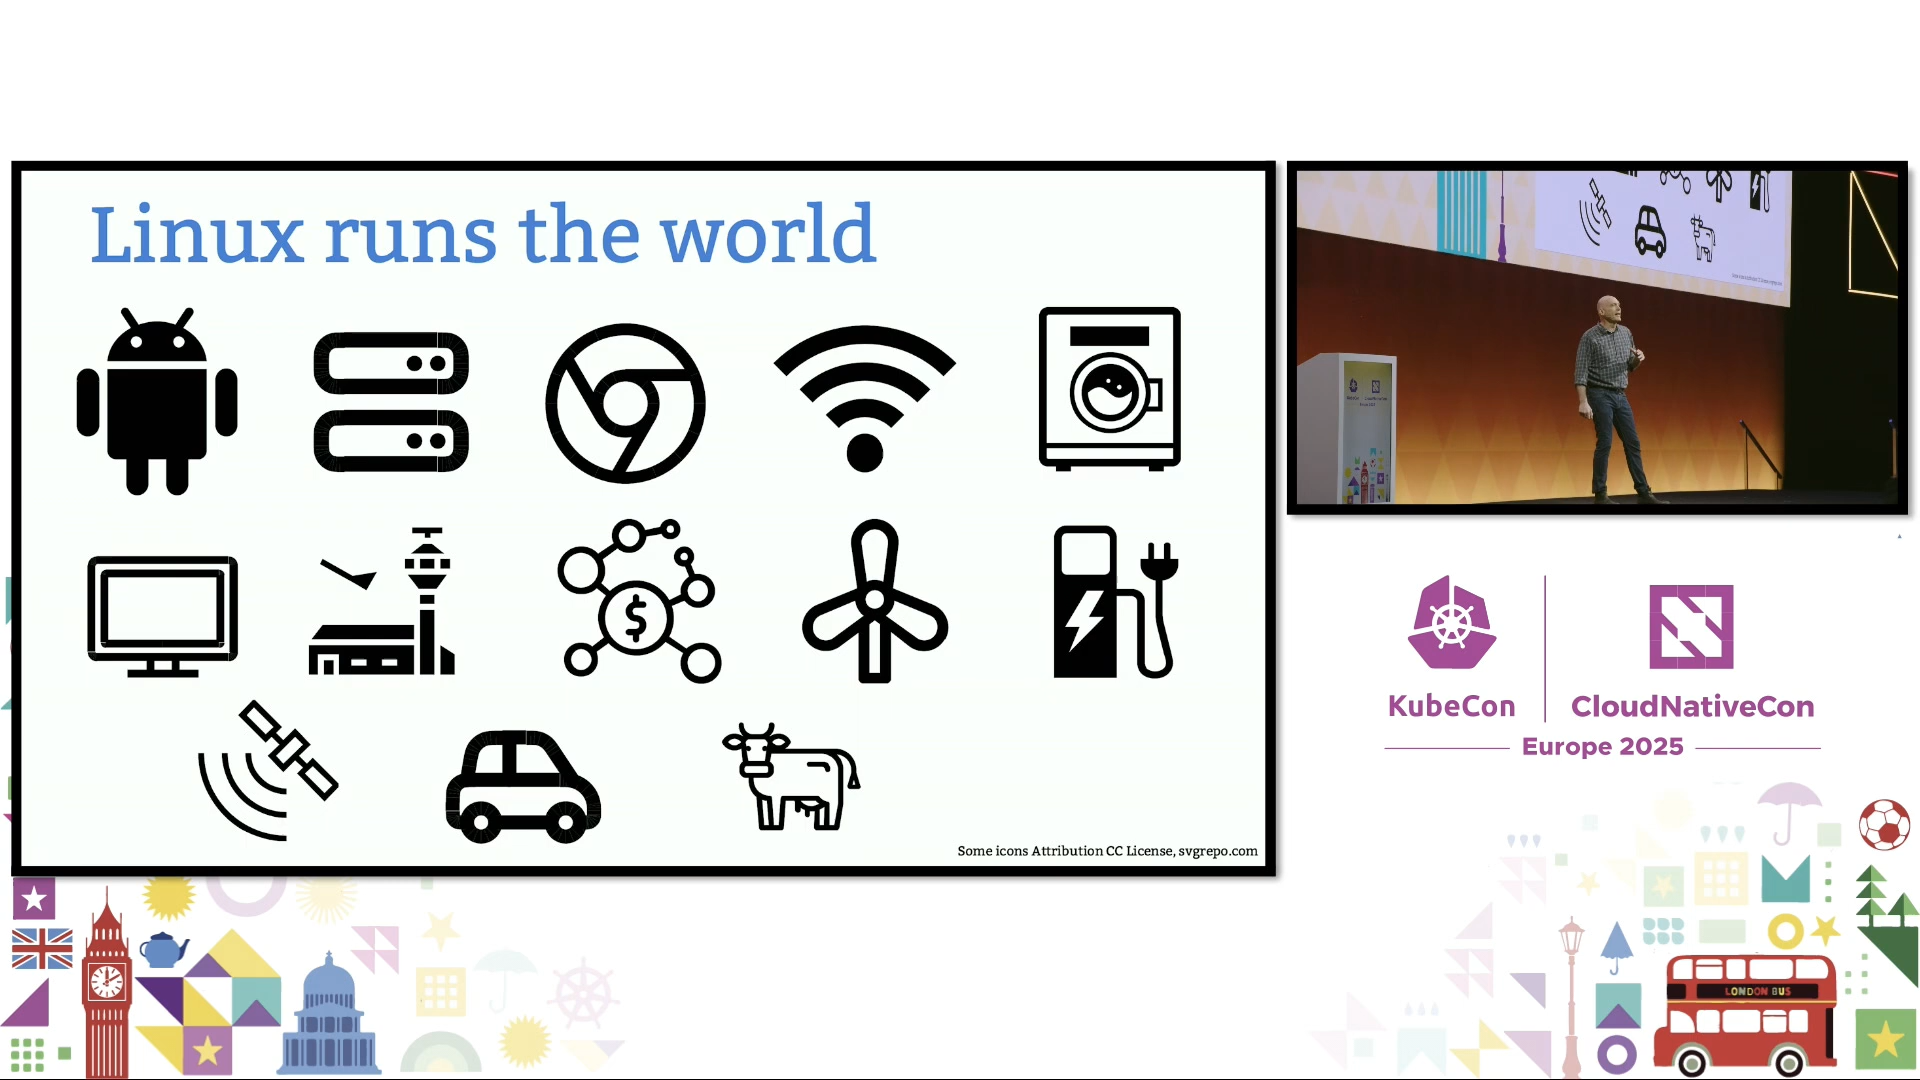 Linux runs the world
$
Some icons Attribution CC License, svgrepo.com
KubeCon
CloudNativeCon
Europe 2025
LONDON BUS